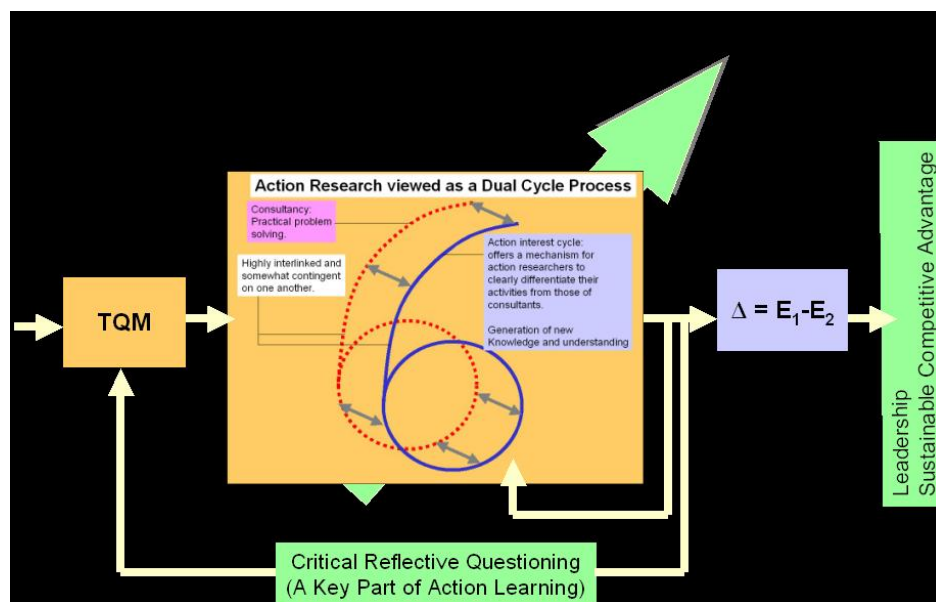 Action Research viewed as a Dual Cycle Process
Consultancy:
Practical problem
solving.
Highly interlinked and
somewhat contingent
on one another.
Action interest cycle:
offers a mechanism for
action researchers to
clearly differentiate their
activities from those of
consultants.
Generation of new
Knowledge and understanding
TQM
Δ = E₁-E₂
Leadership
Sustainable Competitive Advantage
Critical Reflective Questioning
(A Key Part of Action Learning)